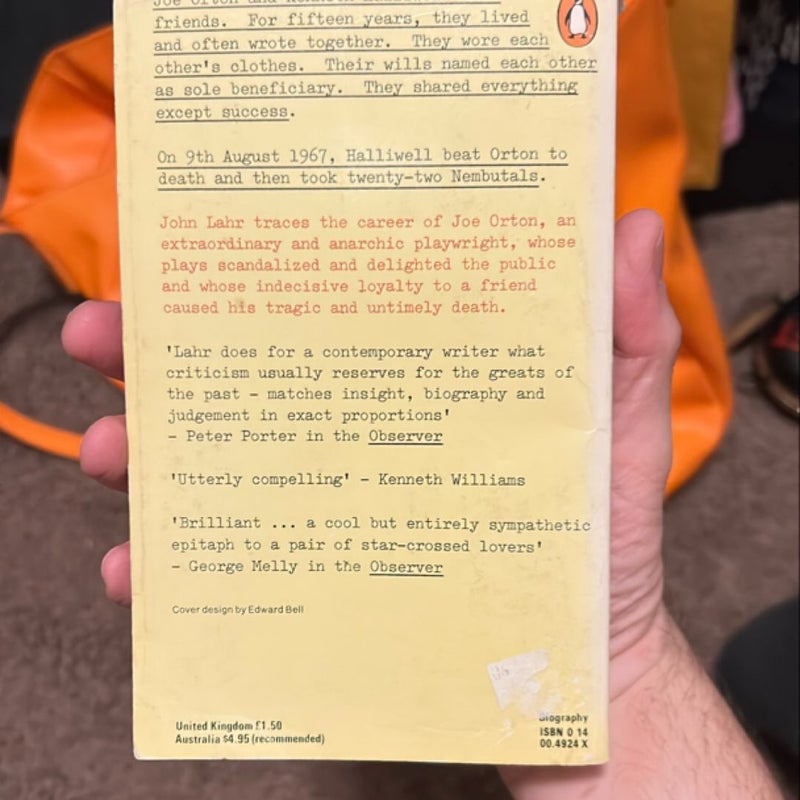 Joe Orton and Kenneth
friends. For fifteen years, they lived
and often wrote together. They wore each
other's clothes. Their wills named each other
as sole beneficiary. They shared everything
except success.
On 9th August 1967, Halliwell beat Orton to
death and then took twenty-two Nembutals.
John Lahr traces the career of Joe Orton, an
extraordinary and anarchic playwright, whose
plays scandalized and delighted the public
and whose indecisive loyalty to a friend
caused his tragic and untimely death.
'Lahr does for a contemporary writer what
criticism usually reserves for the greats of
the past – matches insight, biography and
judgement in exact proportions'
– Peter Porter in the Observer
'Utterly compelling' – Kenneth Williams
'Brilliant ... a cool but entirely sympathetic
epitaph to a pair of star-crossed lovers'
– George Melly in the Observer
Cover design by Edward Bell
United Kingdom £1.50
Australia $4.95 (recommended)
Biography
ISBN 0 14
00.4924 X